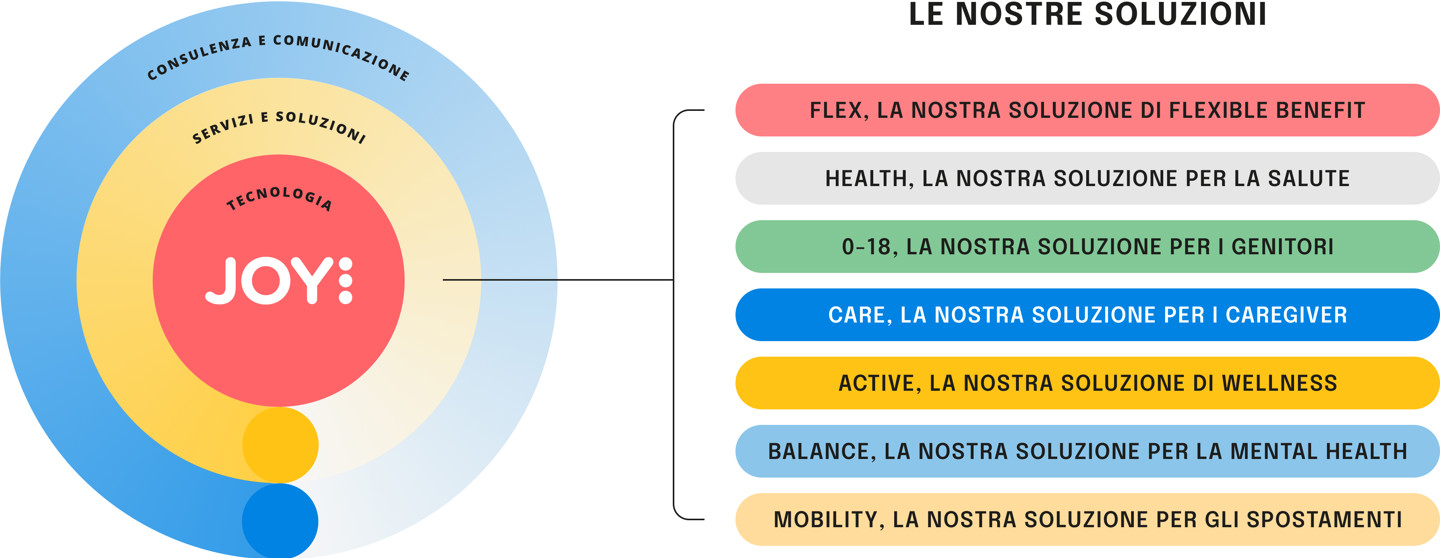 CONSULENZA E COMUNICAZIONE
SERVIZI E SOLUZIONI
TECNOLOGIA
JOY
LE NOSTRE SOLUZIONI
FLEX, LA NOSTRA SOLUZIONE DI FLEXIBLE BENEFIT
HEALTH, LA NOSTRA SOLUZIONE PER LA SALUTE
0-18, LA NOSTRA SOLUZIONE PER I GENITORI
CARE, LA NOSTRA SOLUZIONE PER I CAREGIVER
ACTIVE, LA NOSTRA SOLUZIONE DI WELLNESS
BALANCE, LA NOSTRA SOLUZIONE PER LA MENTAL HEALTH
MOBILITY, LA NOSTRA SOLUZIONE PER GLI SPOSTAMENTI